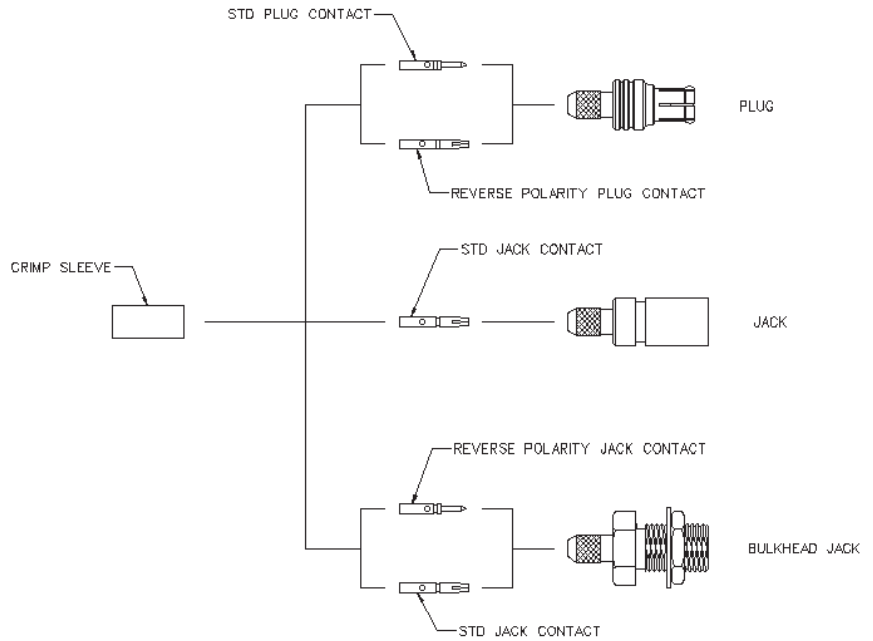 STD PLUG CONTACT
PLUG
REVERSE POLARITY PLUG CONTACT
STD JACK CONTACT
CRIMP SLEEVE
JACK
REVERSE POLARITY JACK CONTACT
BULKHEAD JACK
STD JACK CONTACT